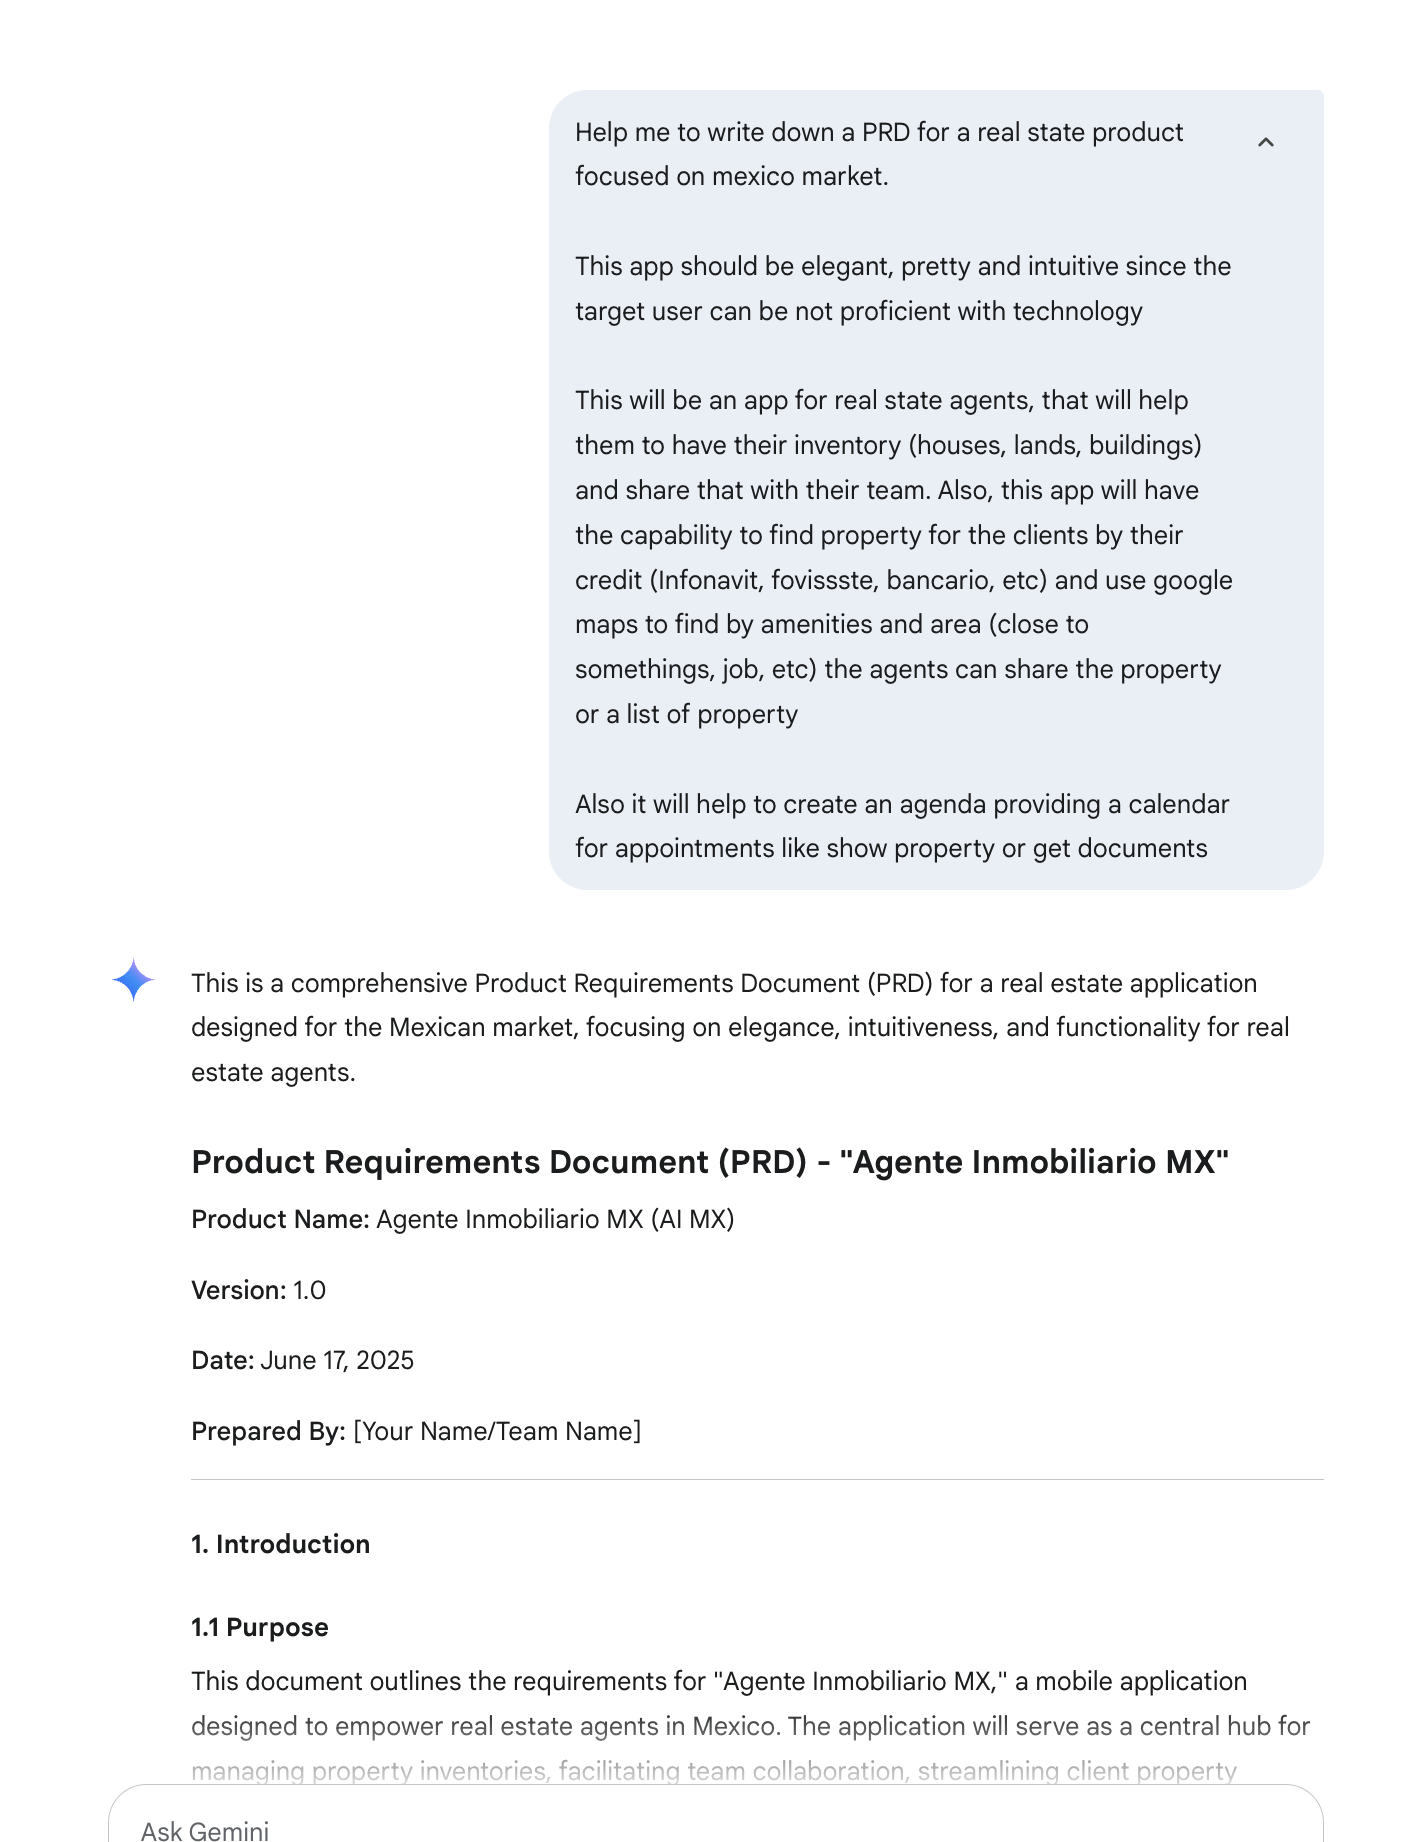 Help me to write down a PRD for a real state product
focused on mexico market.
This app should be elegant, pretty and intuitive since the
target user can be not proficient with technology
This will be an app for real state agents, that will help
them to have their inventory (houses, lands, buildings)
and share that with their team. Also, this app will have
the capability to find property for the clients by their
credit (Infonavit, fovissste, bancario, etc) and use google
maps to find by amenities and area (close to
somethings, job, etc) the agents can share the property
or a list of property
Also it will help to create an agenda providing a calendar
for appointments like show property or get documents
This is a comprehensive Product Requirements Document (PRD) for a real estate application
designed for the Mexican market, focusing on elegance, intuitiveness, and functionality for real
estate agents.
Product Requirements Document (PRD) - "Agente Inmobiliario MX"
Product Name: Agente Inmobiliario MX (AI MX)
Version: 1.0
Date: June 17, 2025
Prepared By: [Your Name/Team Name]
1. Introduction
1.1 Purpose
This document outlines the requirements for "Agente Inmobiliario MX," a mobile application
designed to empower real estate agents in Mexico. The application will serve as a central hub for
managing property inventories, facilitating team collaboration, streamlining client property
Ask Gemini